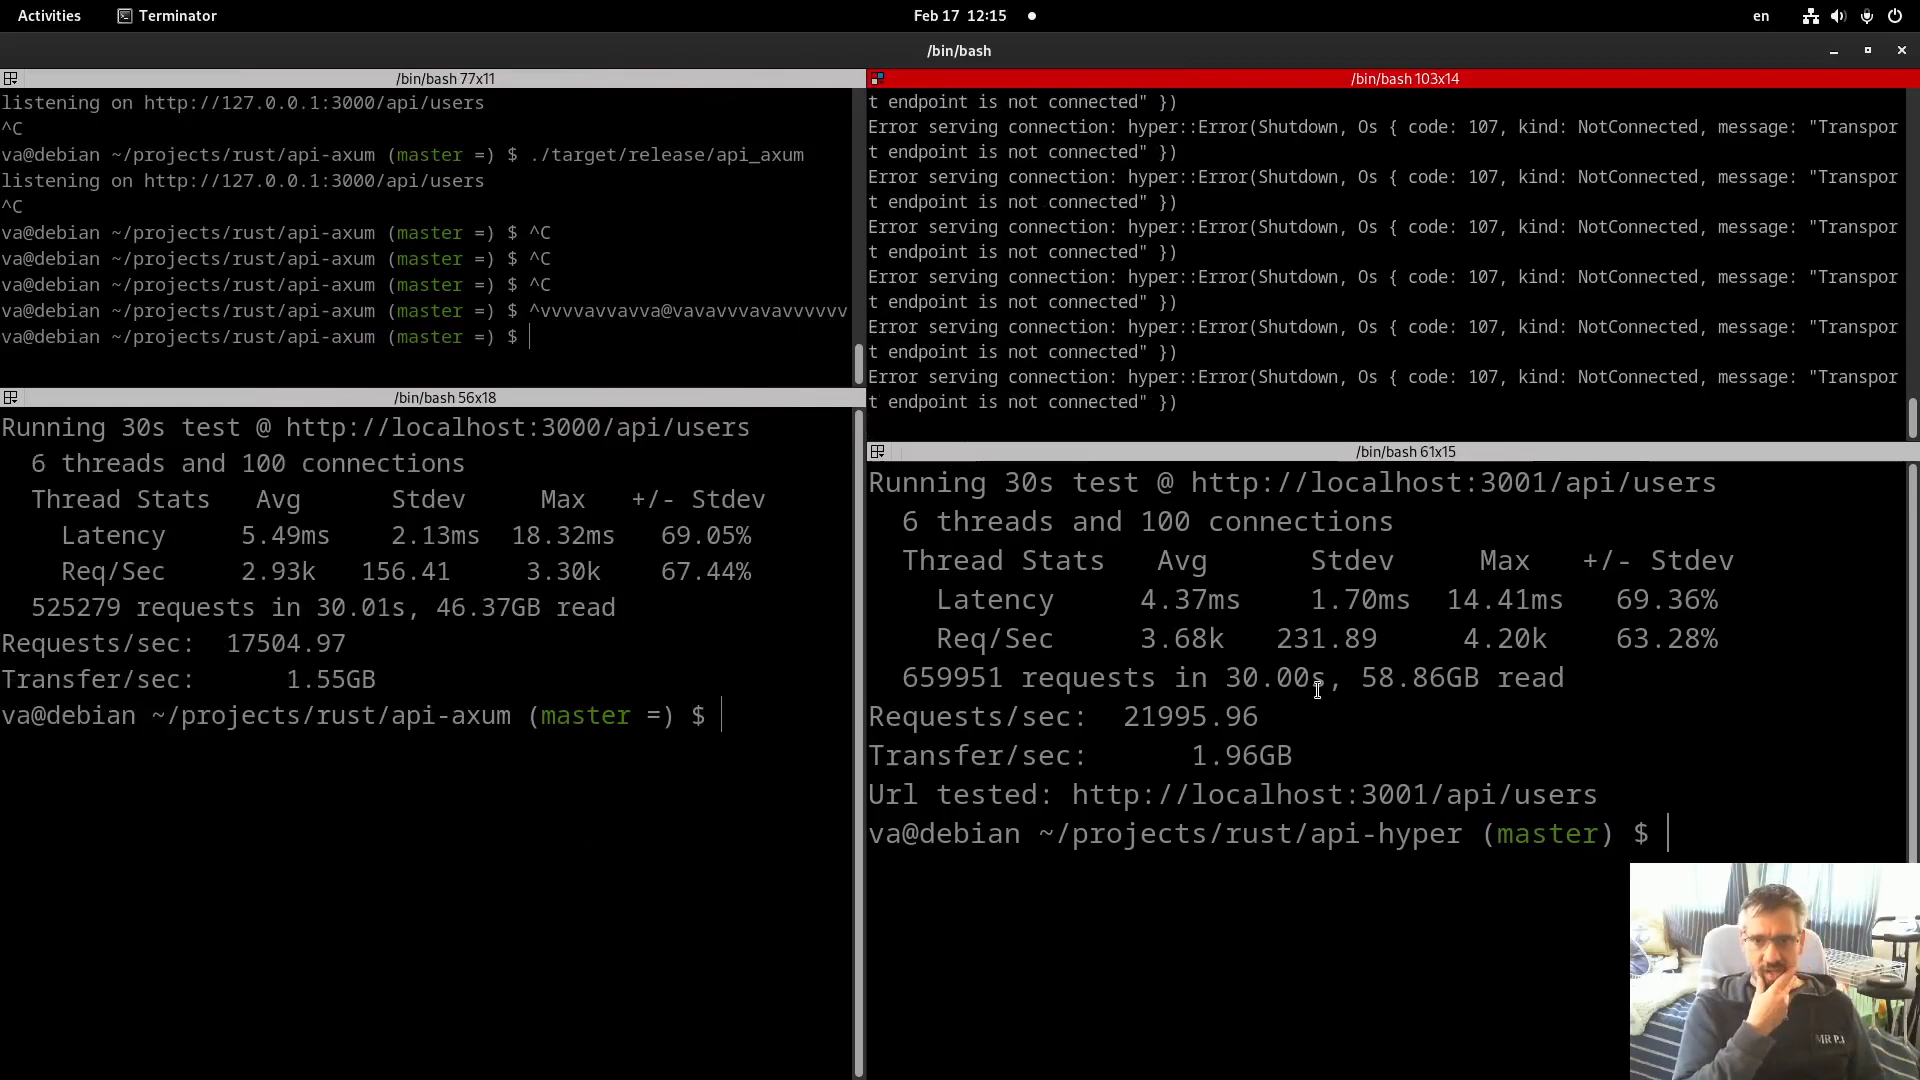 Activities
Terminator
Feb 17 12:15
en
/bin/bash
/bin/bash 77x11
listening on http://127.0.0.1:3000/api/users
^C
va@debian ~/projects/rust/api-axum (master =) $ ./target/release/api_axum
listening on http://127.0.0.1:3000/api/users
^C
va@debian ~/projects/rust/api-axum (master =) $ ^C
va@debian ~/projects/rust/api-axum (master =) $ ^C
va@debian ~/projects/rust/api-axum (master =) $ ^C
va@debian ~/projects/rust/api-axum (master =) $ ^vvvvavvavva@vavavvvavavvvvvv
va@debian ~/projects/rust/api-axum (master =) $
/bin/bash 103x14
t endpoint is not connected" })
Error serving connection: hyper::Error(Shutdown, Os { code: 107, kind: NotConnected, message: "Transpor
t endpoint is not connected" })
Error serving connection: hyper::Error(Shutdown, Os { code: 107, kind: NotConnected, message: "Transpor
t endpoint is not connected" })
Error serving connection: hyper::Error(Shutdown, Os { code: 107, kind: NotConnected, message: "Transpor
t endpoint is not connected" })
Error serving connection: hyper::Error(Shutdown, Os { code: 107, kind: NotConnected, message: "Transpor
t endpoint is not connected" })
Error serving connection: hyper::Error(Shutdown, Os { code: 107, kind: NotConnected, message: "Transpor
t endpoint is not connected" })
Error serving connection: hyper::Error(Shutdown, Os { code: 107, kind: NotConnected, message: "Transpor
t endpoint is not connected" })
/bin/bash 56x18
Running 30s test @ http://localhost:3000/api/users
6 threads and 100 connections
Thread Stats Avg Stdev Max +/- Stdev
Latency 5.49ms 2.13ms 18.32ms 69.05%
Req/Sec 2.93k 156.41 3.30k 67.44%
525279 requests in 30.01s, 46.37GB read
Requests/sec: 17504.97
Transfer/sec: 1.55GB
va@debian ~/projects/rust/api-axum (master =) $
/bin/bash 61x15
Running 30s test @ http://localhost:3001/api/users
6 threads and 100 connections
Thread Stats Avg Stdev Max +/- Stdev
Latency 4.37ms 1.70ms 14.41ms 69.36%
Req/Sec 3.68k 231.89 4.20k 63.28%
659951 requests in 30.00s, 58.86GB read
Requests/sec: 21995.96
Transfer/sec: 1.96GB
Url tested: http://localhost:3001/api/users
va@debian ~/projects/rust/api-hyper (master) $
MR P.J